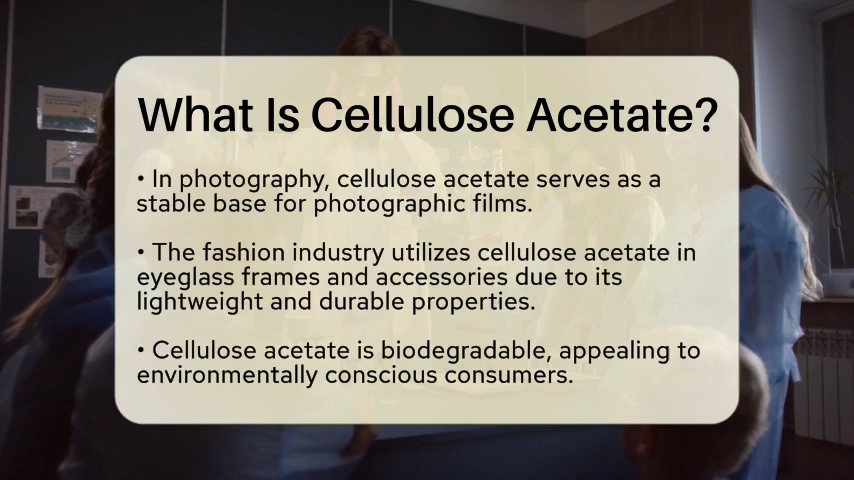 What Is Cellulose Acetate?
• In photography, cellulose acetate serves as a
stable base for photographic films.
• The fashion industry utilizes cellulose acetate in
eyeglass frames and accessories due to its
lightweight and durable properties.
• Cellulose acetate is biodegradable, appealing to
environmentally conscious consumers.